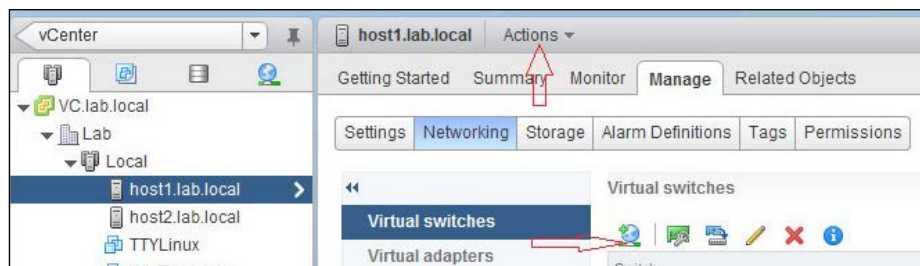 vCenter
host1.lab.local Actions
Getting Started Summary Monitor Manage Related Objects
VC.lab.local
Lab
Settings Networking Storage Alarm Definitions Tags Permissions
Local
host1.lab.local
Virtual switches
host2.lab.local
Virtual switches
TTYLinux
Virtual adapters